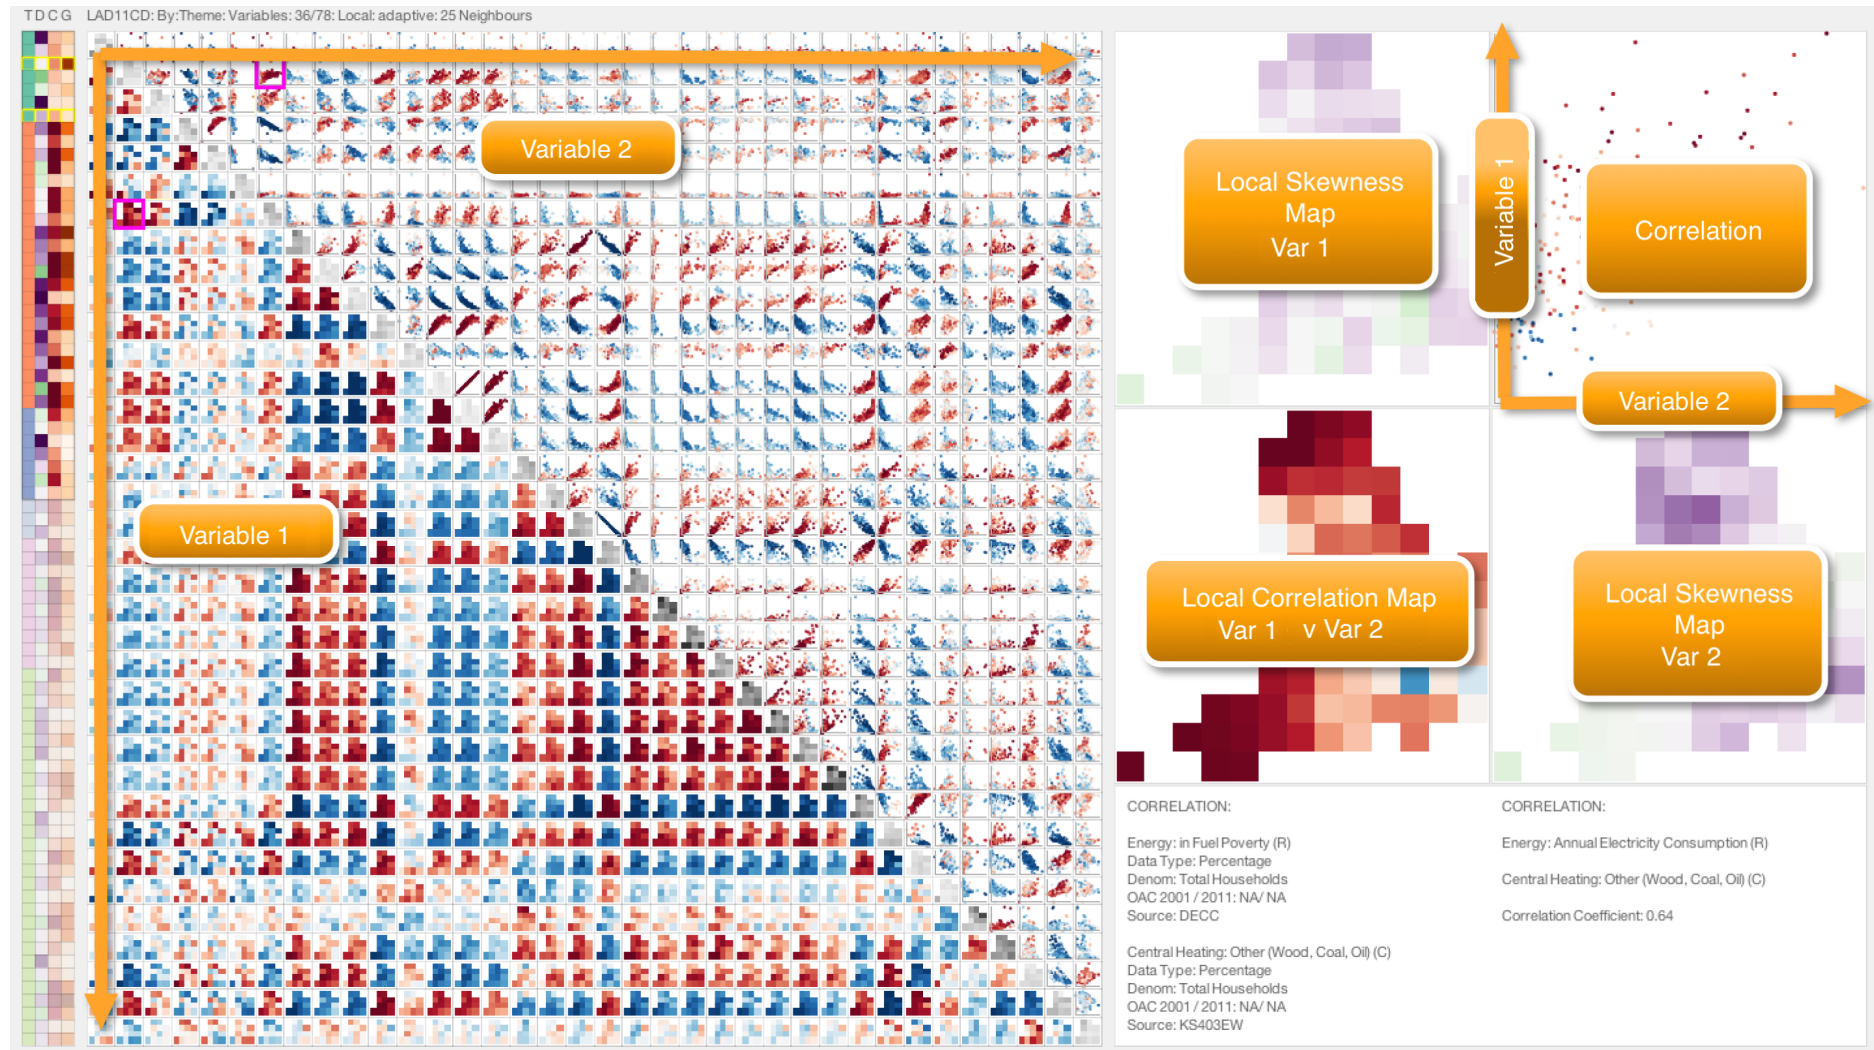 T D C G LAD11CD: By:Theme: Variables: 36/78: Local: adaptive: 25 Neighbours
Variable 2
Variable 1
Local Skewness
Map
Var 1
Variable 1
Correlation
Variable 2
Local Correlation Map
Var 1 v Var 2
Local Skewness
Map
Var 2
CORRELATION:
Energy: in Fuel Poverty (R)
Data Type: Percentage
Denom: Total Households
OAC 2001 / 2011: NA/ NA
Source: DECC
Central Heating: Other (Wood, Coal, Oil) (C)
Data Type: Percentage
Denom: Total Households
OAC 2001 / 2011: NA/ NA
Source: KS403EW
CORRELATION:
Energy: Annual Electricity Consumption (R)
Central Heating: Other (Wood, Coal, Oil) (C)
Correlation Coefficient: 0.64